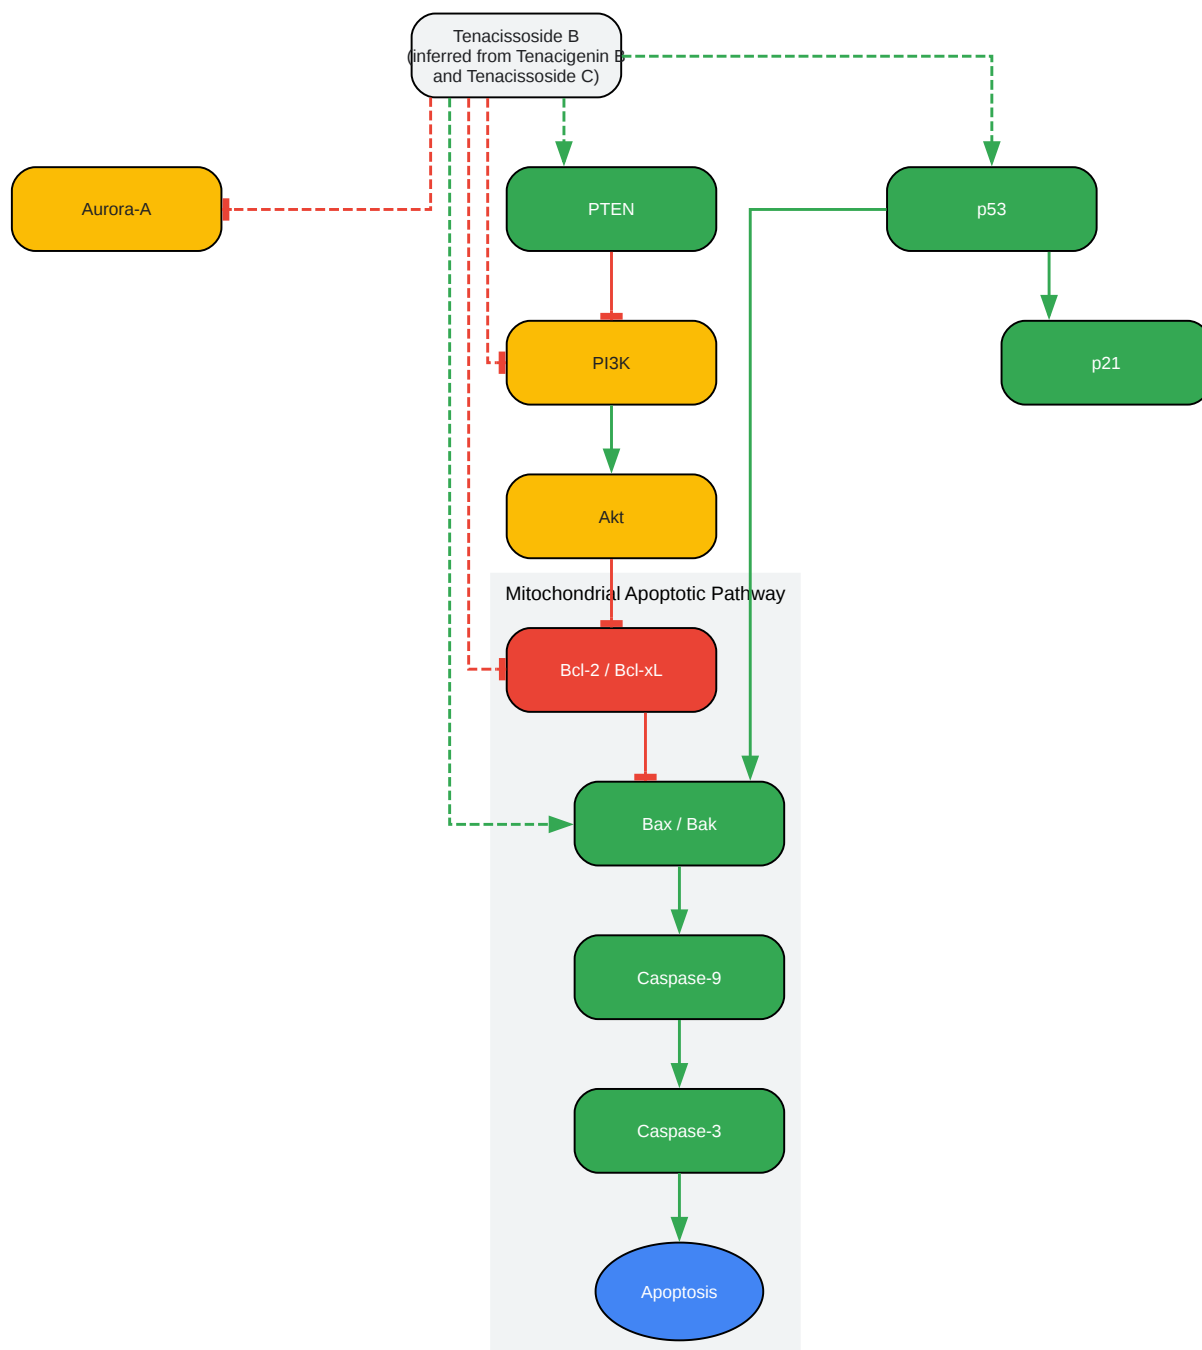 Tenacissoside B
(inferred from Tenacigenin B
and Tenacissoside C)
Aurora-A
PTEN
p53
PI3K
p21
Akt
Mitochondrial Apoptotic Pathway
Bcl-2 / Bcl-xL
Bax / Bak
Caspase-9
Caspase-3
Apoptosis